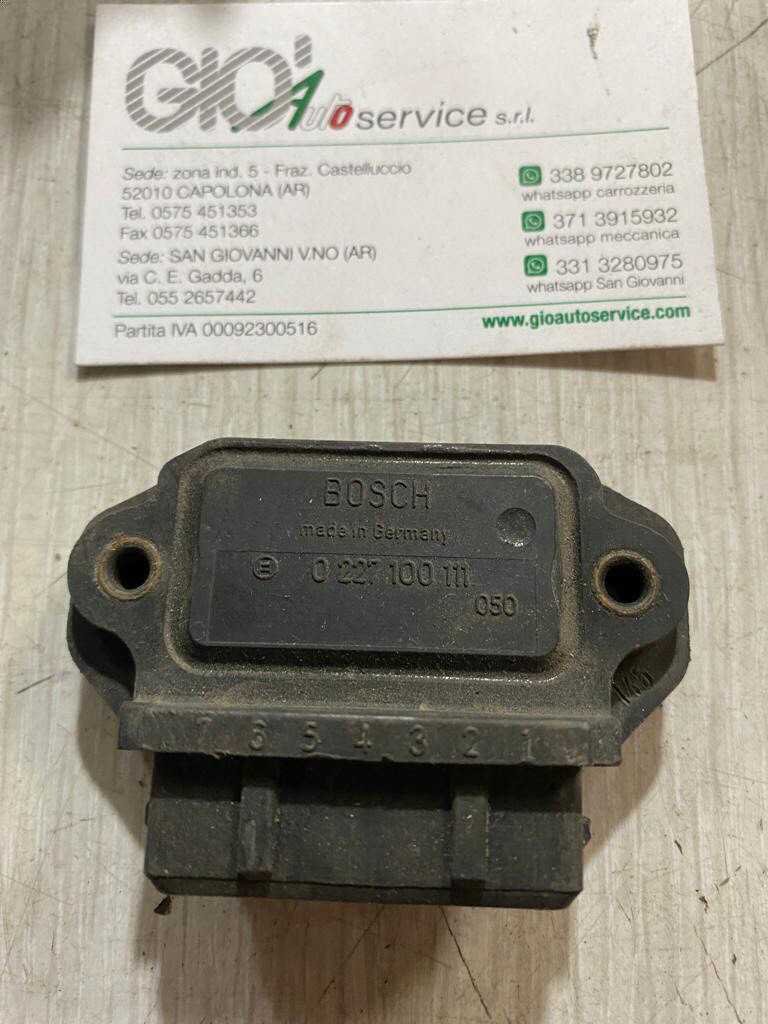 GIO' Auto service s.r.l.
Sede: zona ind. 5 - Fraz. Castelluccio
52010 CAPOLONA (AR)
Tel. 0575 451353
Fax 0575 451366
Sede: SAN GIOVANNI V.NO (AR)
via C. E. Gadda, 6
Tel. 055 2657442
Partita IVA 00092300516
338 9727802
whatsapp carrozzeria
371 3915932
whatsapp meccanica
331 3280975
whatsapp San Giovanni
www.gioautoservice.com
BOSCH
made in Germany
0 227 100 111
050
7 6 5 4 3 2 1